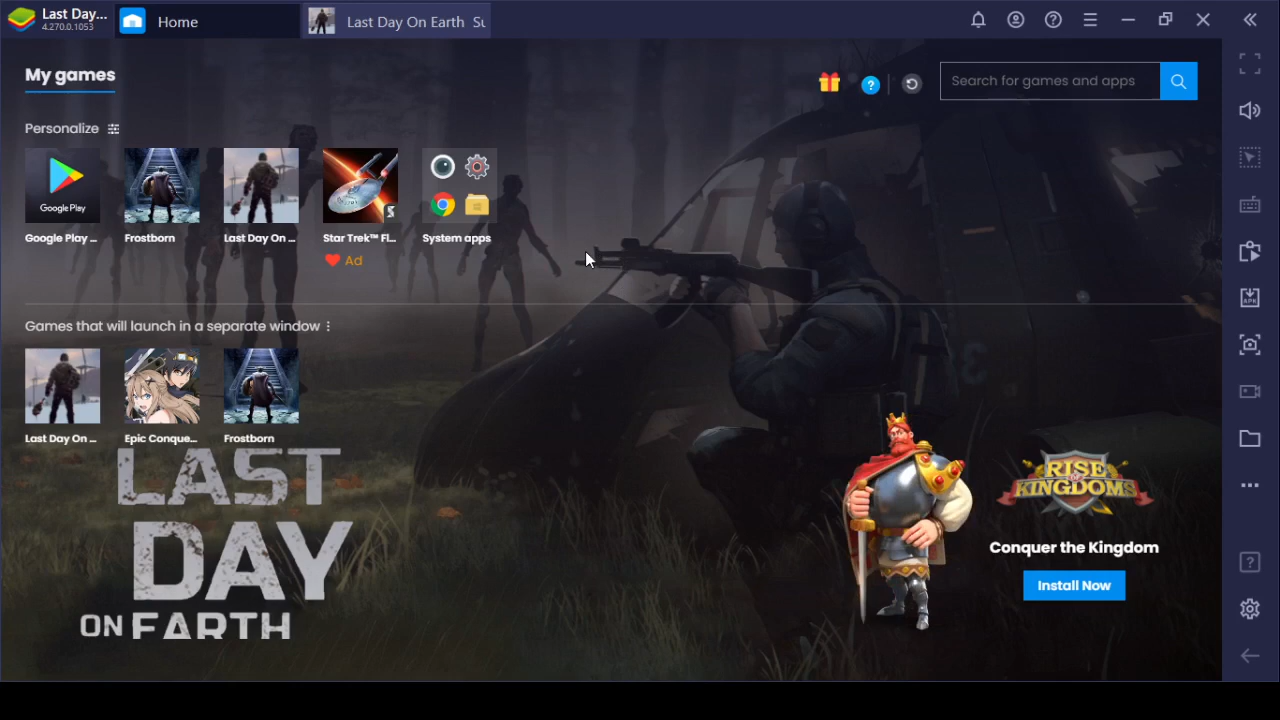 Last Day...
4.270.0.1053
Home
Last Day On Earth Su
My games
Search for games and apps
Personalize
Google Play
Google Play ...
Frostborn
Last Day On ...
Star Trek™ Fl...
System apps
Ad
Games that will launch in a separate window
Last Day On ...
Epic Conque...
Frostborn
LAST
DAY
ON EARTH
RISE
OF
KINGDOMS
Conquer the Kingdom
Install Now